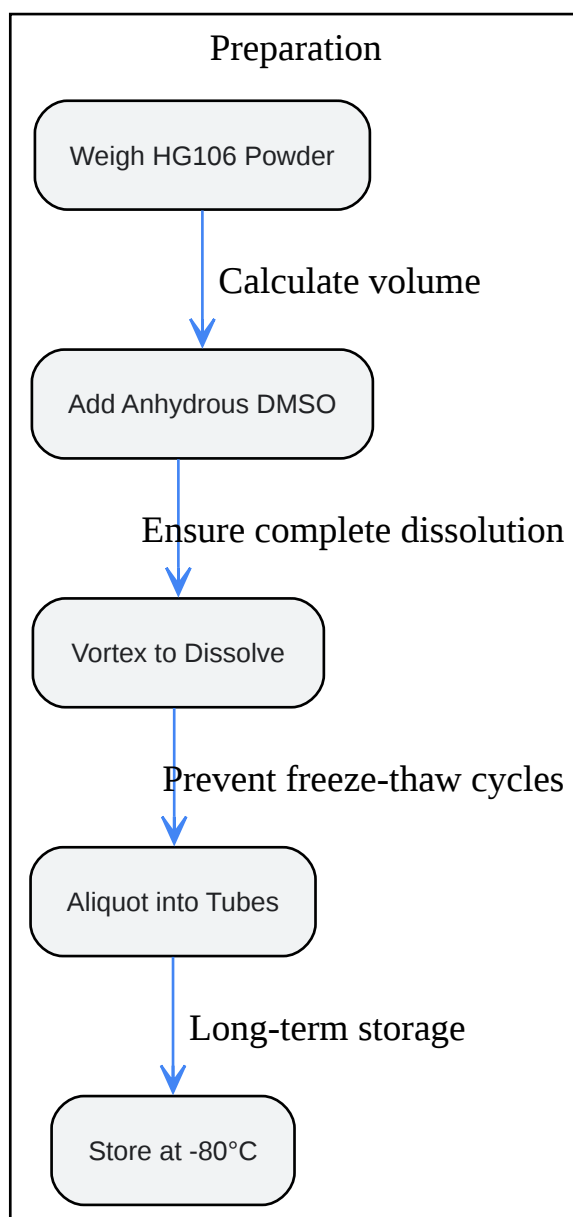 Preparation
Weigh HG106 Powder
Calculate volume
Add Anhydrous DMSO
Ensure complete dissolution
Vortex to Dissolve
Prevent freeze-thaw cycles
Aliquot into Tubes
Long-term storage
Store at -80°C